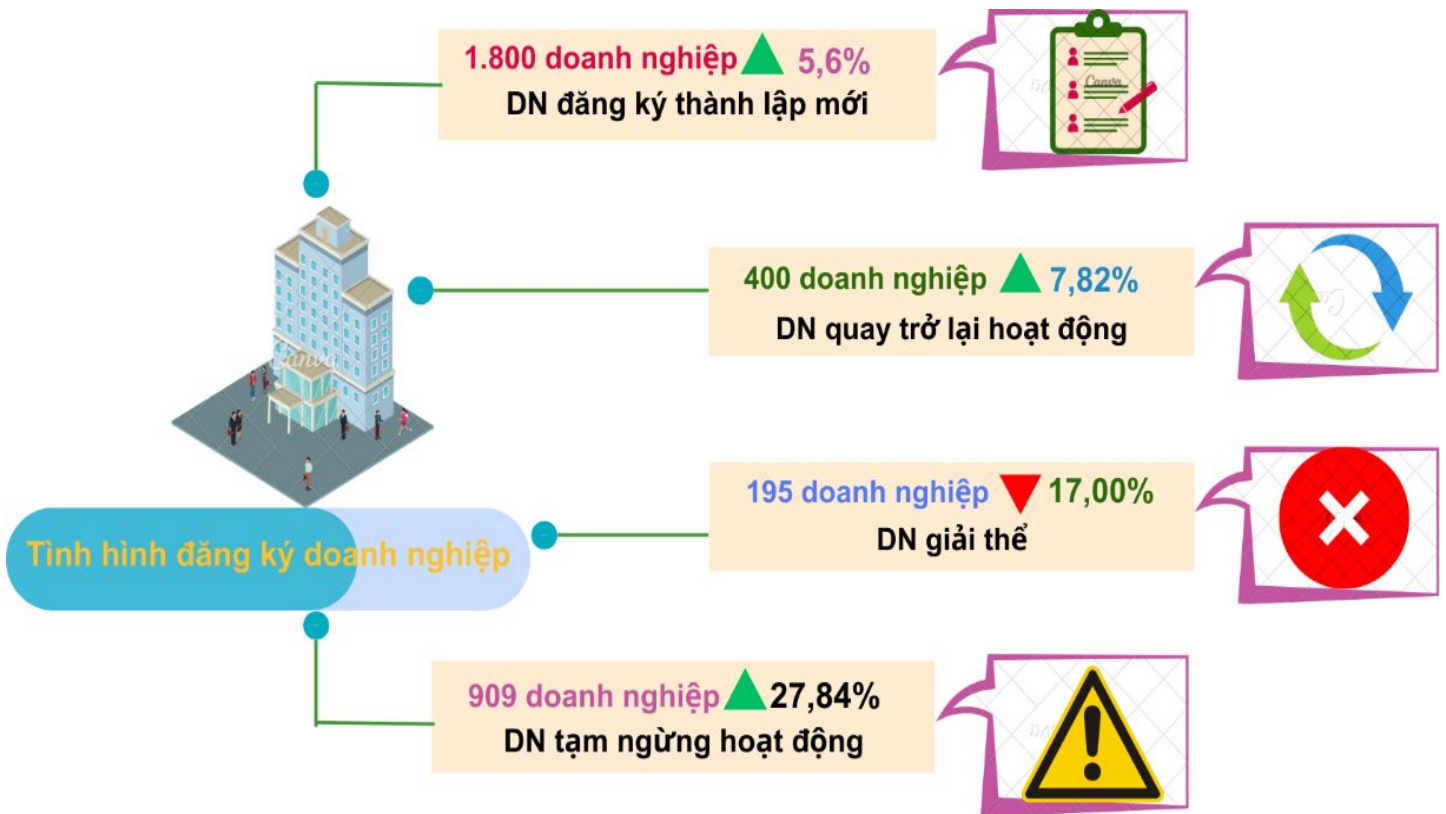 1.800 doanh nghiệp 5,6%
DN đăng ký thành lập mới
Canva
400 doanh nghiệp 7,82%
DN quay trở lại hoạt động
Canva
195 doanh nghiệp 17,00%
DN giải thể
Tình hình đăng ký doanh nghiệp
909 doanh nghiệp 27,84%
DN tạm ngừng hoạt động